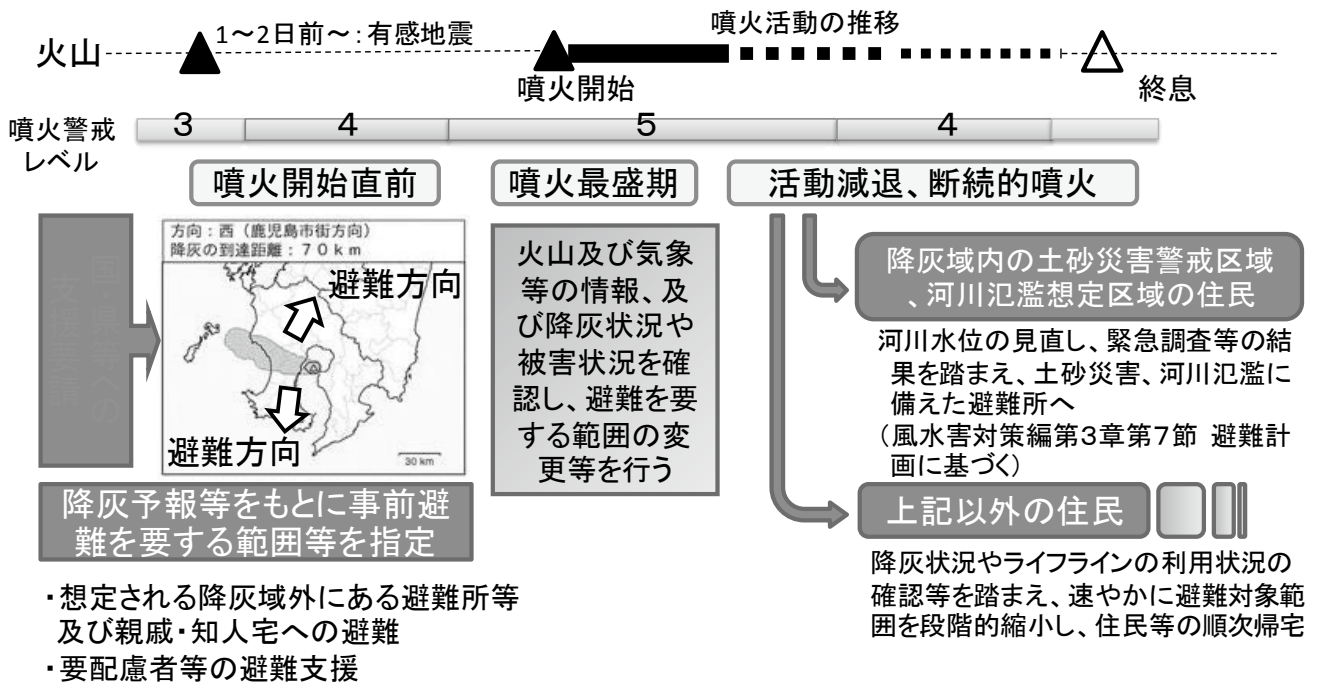 火山
1～2日前～:有感地震
噴火活動の推移
噴火開始
終息
噴火警戒
レベル
3
4
5
4
噴火開始直前
噴火最盛期
活動減退、断続的噴火
国・県等への
支援要請
方向：西（鹿児島市街方向）
降灰の到達距離：７０ｋｍ
避難方向
避難方向
30 km
降灰予報等をもとに事前避
難を要する範囲等を指定
・想定される降灰域外にある避難所等
及び親戚・知人宅への避難
・要配慮者等の避難支援
火山及び気象
等の情報、及
び降灰状況や
被害状況を確
認し、避難を要
する範囲の変
更等を行う
降灰域内の土砂災害警戒区域
、河川氾濫想定区域の住民
河川水位の見直し、緊急調査等の結
果を踏まえ、土砂災害、河川氾濫に
備えた避難所へ
（風水害対策編第3章第7節 避難計
画に基づく）
上記以外の住民
降灰状況やライフラインの利用状況の
確認等を踏まえ、速やかに避難対象範
囲を段階的縮小し、住民等の順次帰宅